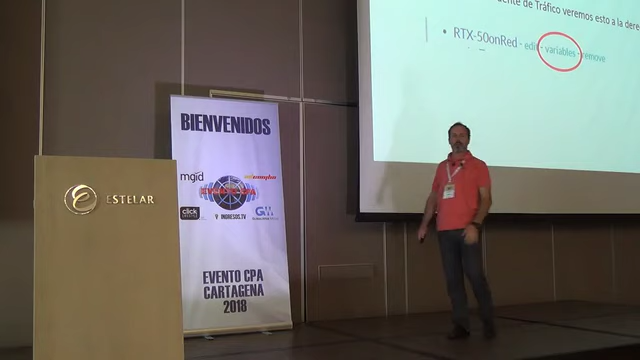 ente de Tráfico veremos esto a la dere
• RTX-50onRed - edit - variables - remove
BIENVENIDOS
mgid
click
INGRESOS.TV
G
EVENTO CPA
CARTAGENA
2018
ESTELAR